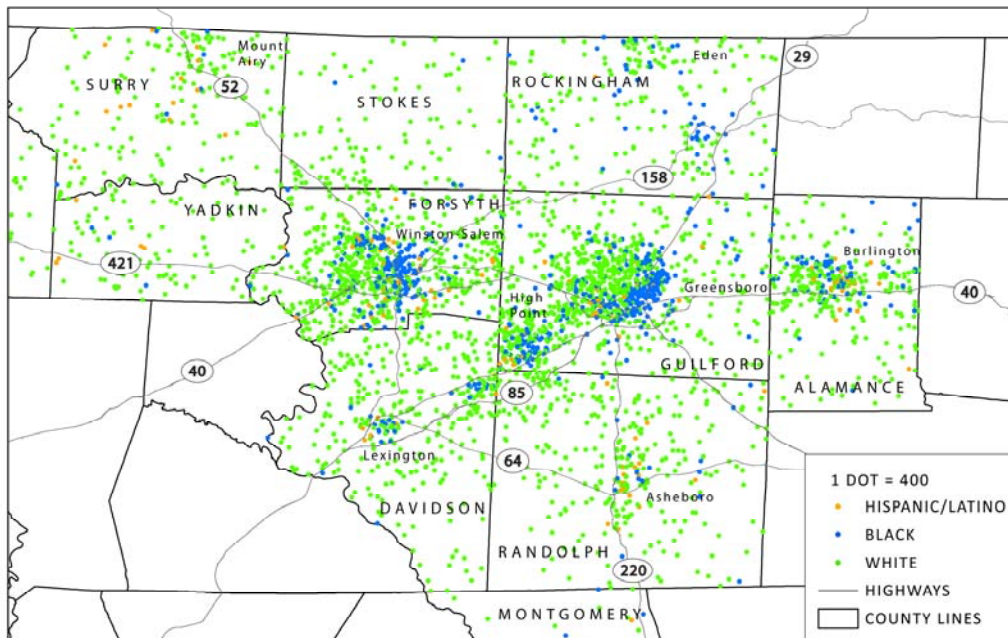 Mount
Airy
Eden
29
SURRY
52
ROCKINGHAM
STOKES
158
YADKIN
FORSYTH
Winston-Salem
Burlington
421
Greensboro
40
High
Point
GUILFORD
40
85
ALAMANCE
Lexington
64
Asheboro
DAVIDSON
RANDOLPH
220
MONTGOMERY
1 DOT = 400
HISPANIC/LATINO
BLACK
WHITE
HIGHWAYS
COUNTY LINES